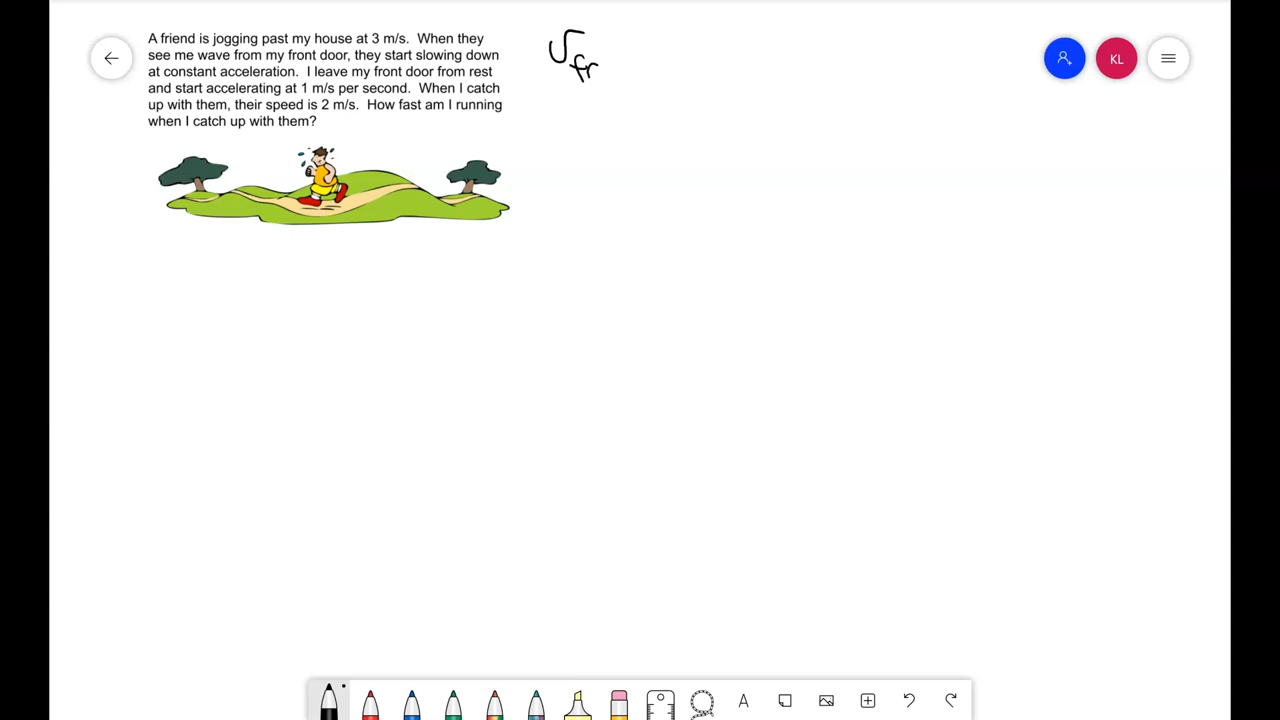 A friend is jogging past my house at 3 m/s. When they
see me wave from my front door, they start slowing down
at constant acceleration. I leave my front door from rest
and start accelerating at 1 m/s per second. When I catch
up with them, their speed is 2 m/s. How fast am I running
when I catch up with them?
v_fr
KL
A